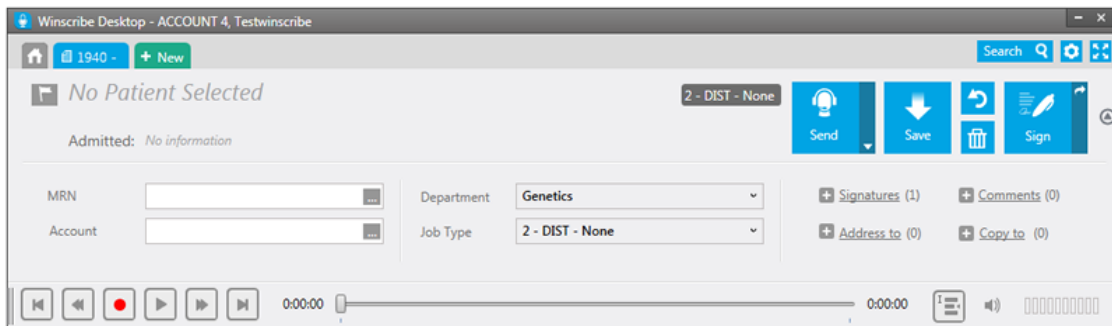 Winscribe Desktop - ACCOUNT 4, Testwinscribe
1940 - + New Search
No Patient Selected 2 - DIST - None
Send Save Sign
Admitted: No information
MRN ... Department Genetics + Signatures (1) + Comments (0)
Account ... Job Type 2 - DIST - None + Address to (0) + Copy to (0)
0:00:00 0:00:00